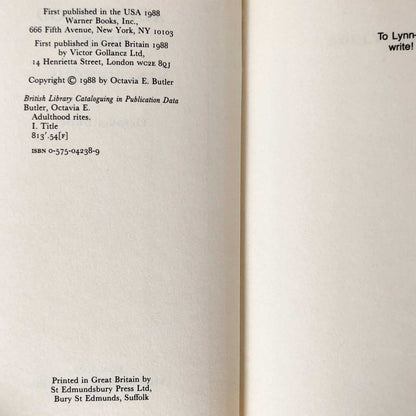 First published in the USA 1988
Warner Books, Inc.,
666 Fifth Avenue, New York, NY 10103
First published in Great Britain 1988
by Victor Gollancz Ltd,
14 Henrietta Street, London WC2E 8QJ
Copyright © 1988 by Octavia E. Butler
British Library Cataloguing in Publication Data
Butler, Octavia E.
Adulthood rites.
I. Title
813'.54[F]
ISBN 0-575-04238-9
Printed in Great Britain by
St Edmundsbury Press Ltd,
Bury St Edmunds, Suffolk
To Lynn-
write!